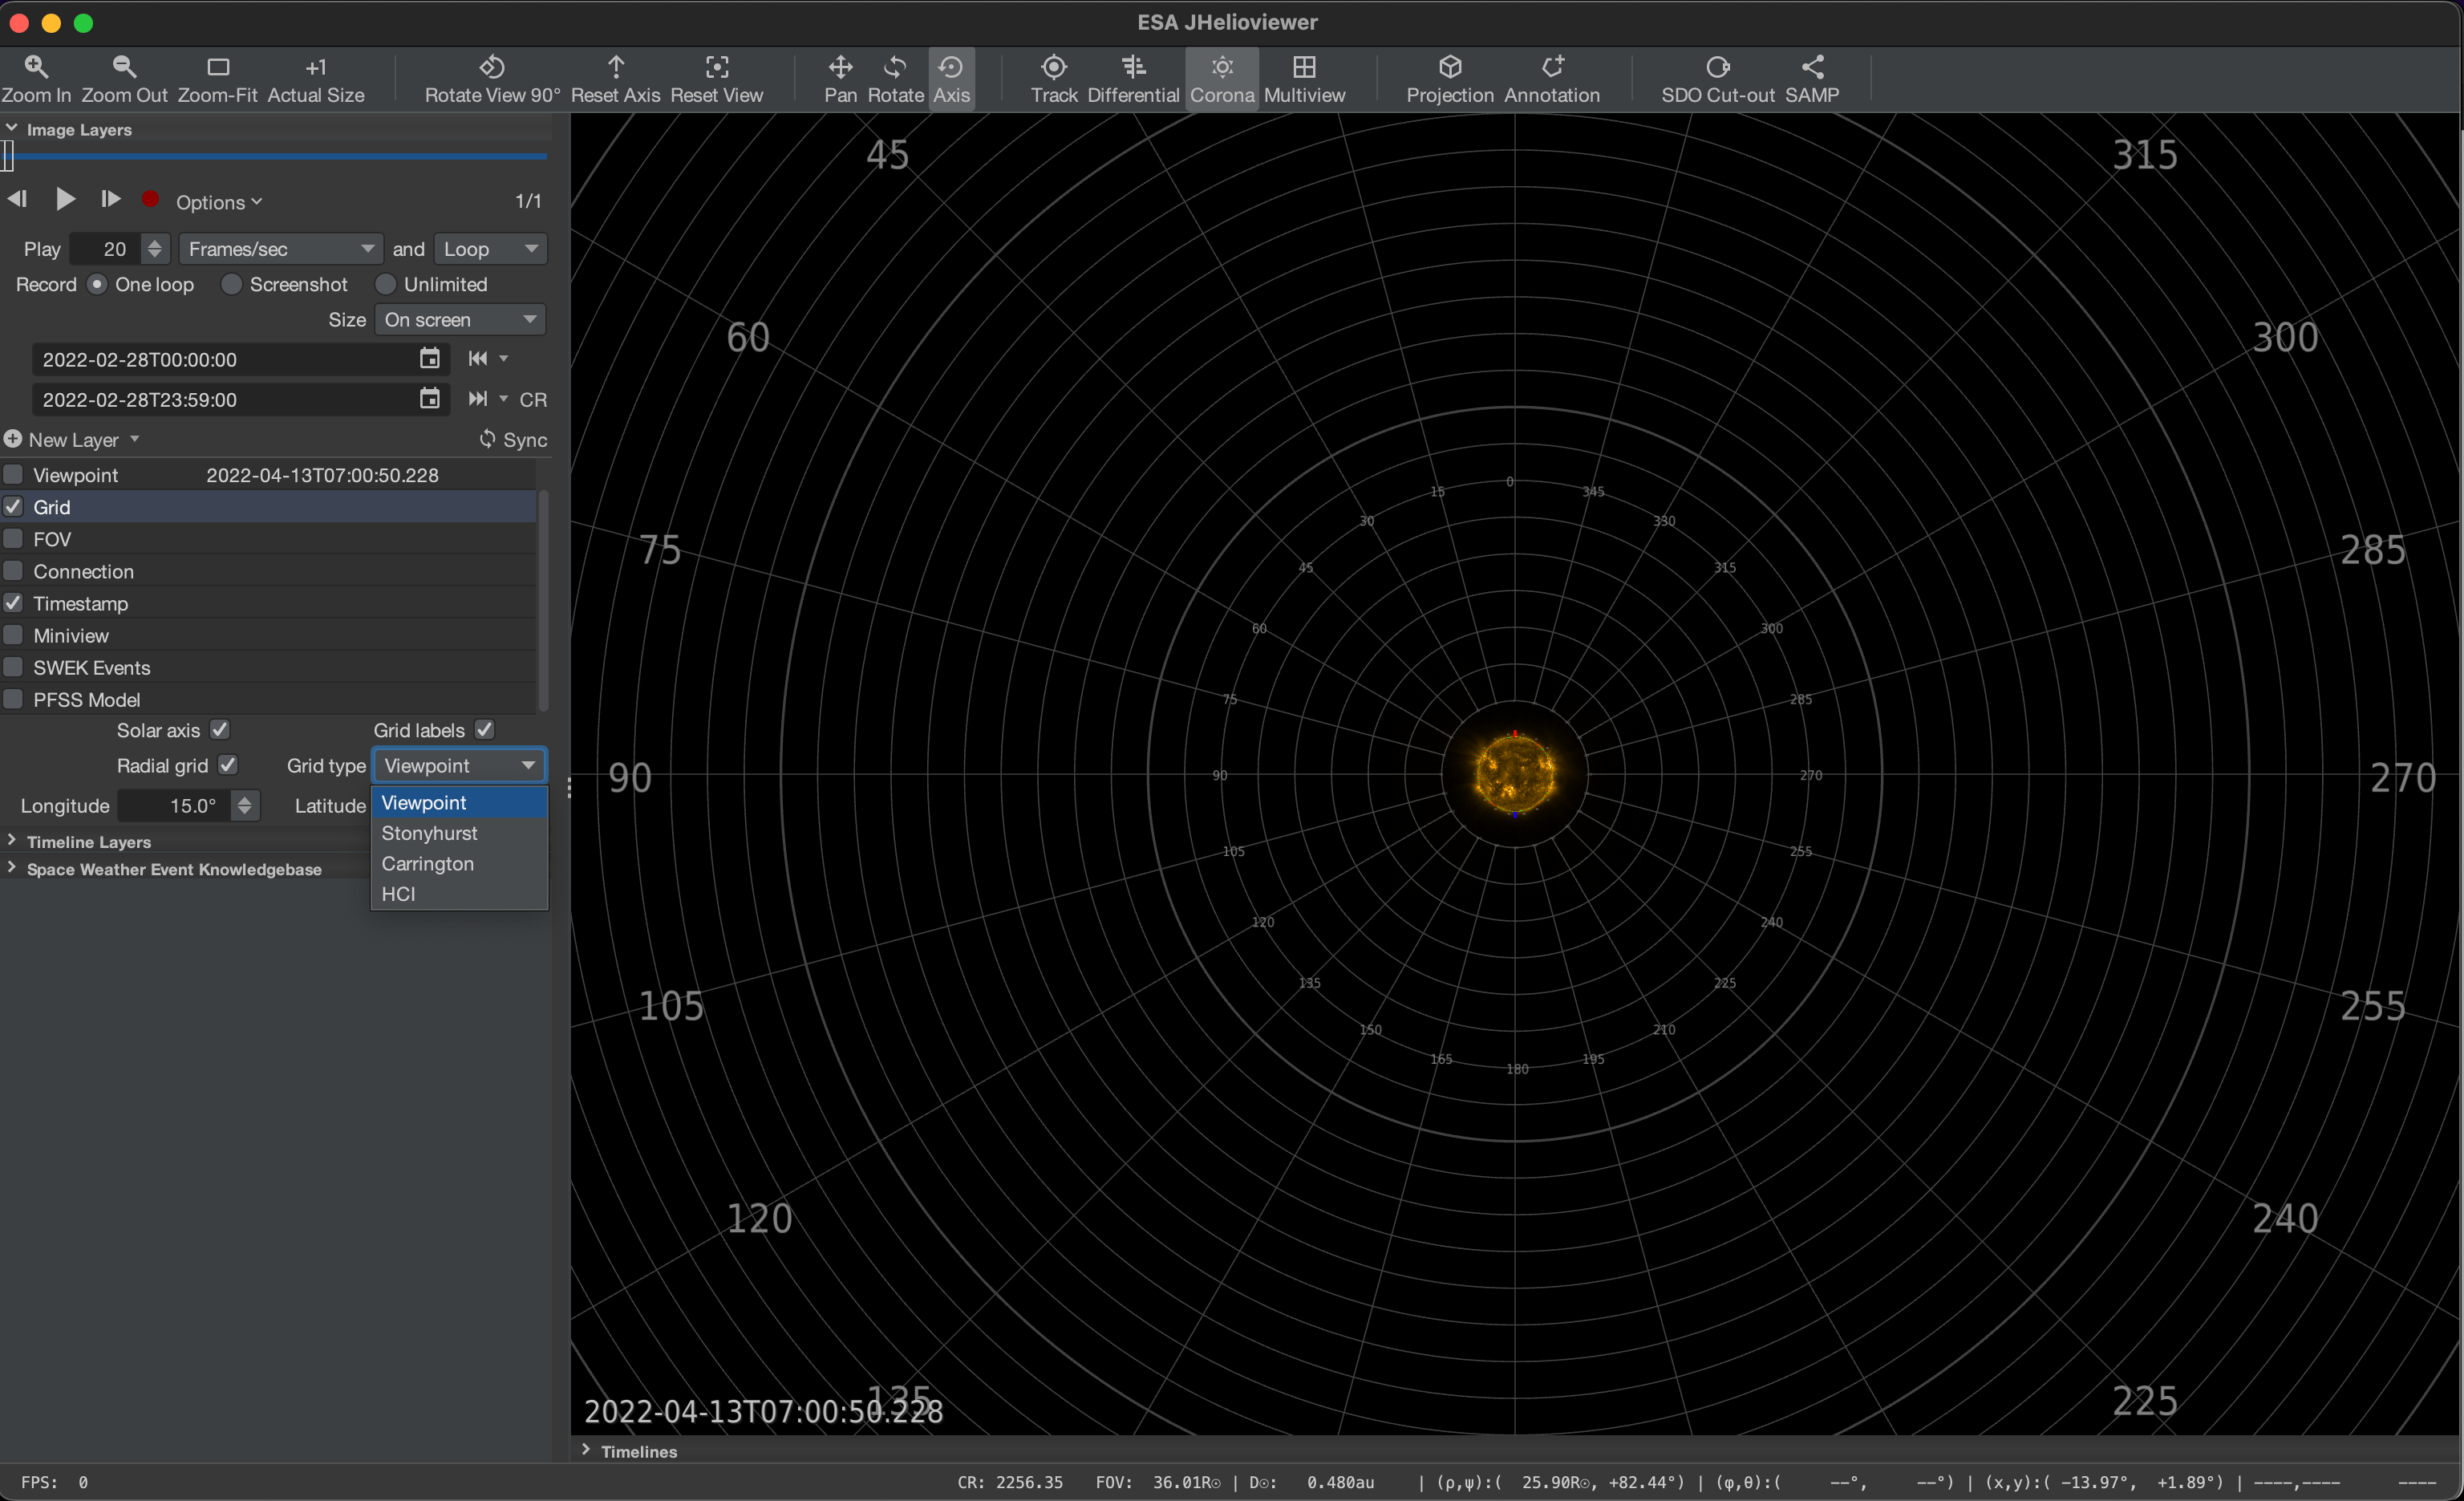 ESA JHelioviewer
Zoom In Zoom Out Zoom-Fit +1 Actual Size Rotate View 90° Reset Axis Reset View Pan Rotate Axis Track Differential Corona Multiview Projection Annotation SDO Cut-out SAMP
Image Layers
Options 1/1
Play 20 Frames/sec and Loop
Record One loop Screenshot Unlimited
Size On screen
2022-02-28T00:00:00
2022-02-28T23:59:00 CR
New Layer Sync
Viewpoint 2022-04-13T07:00:50.228
Grid
FOV
Connection
Timestamp
Miniview
SWEK Events
PFSS Model
Solar axis Grid labels
Radial grid Grid type Viewpoint
Longitude 15.0° Latitude
Viewpoint
Stonyhurst
Carrington
HCI
Timeline Layers
Space Weather Event Knowledgebase
45 315
60 300
75 285
90 270
105 255
120 240
135 225
0
15 345
30 330
45 315
60 300
75 285
90 270
105 255
120 240
135 225
150 210
165 195
180
2022-04-13T07:00:50.228
Timelines
FPS: 0 CR: 2256.35 FOV: 36.01R☉ | D☉: 0.480au | (ρ,ψ):( 25.90R☉, +82.44°) | (φ,θ):( --°, --°) | (x,y):( -13.97°, +1.89°) | ----,---- ----